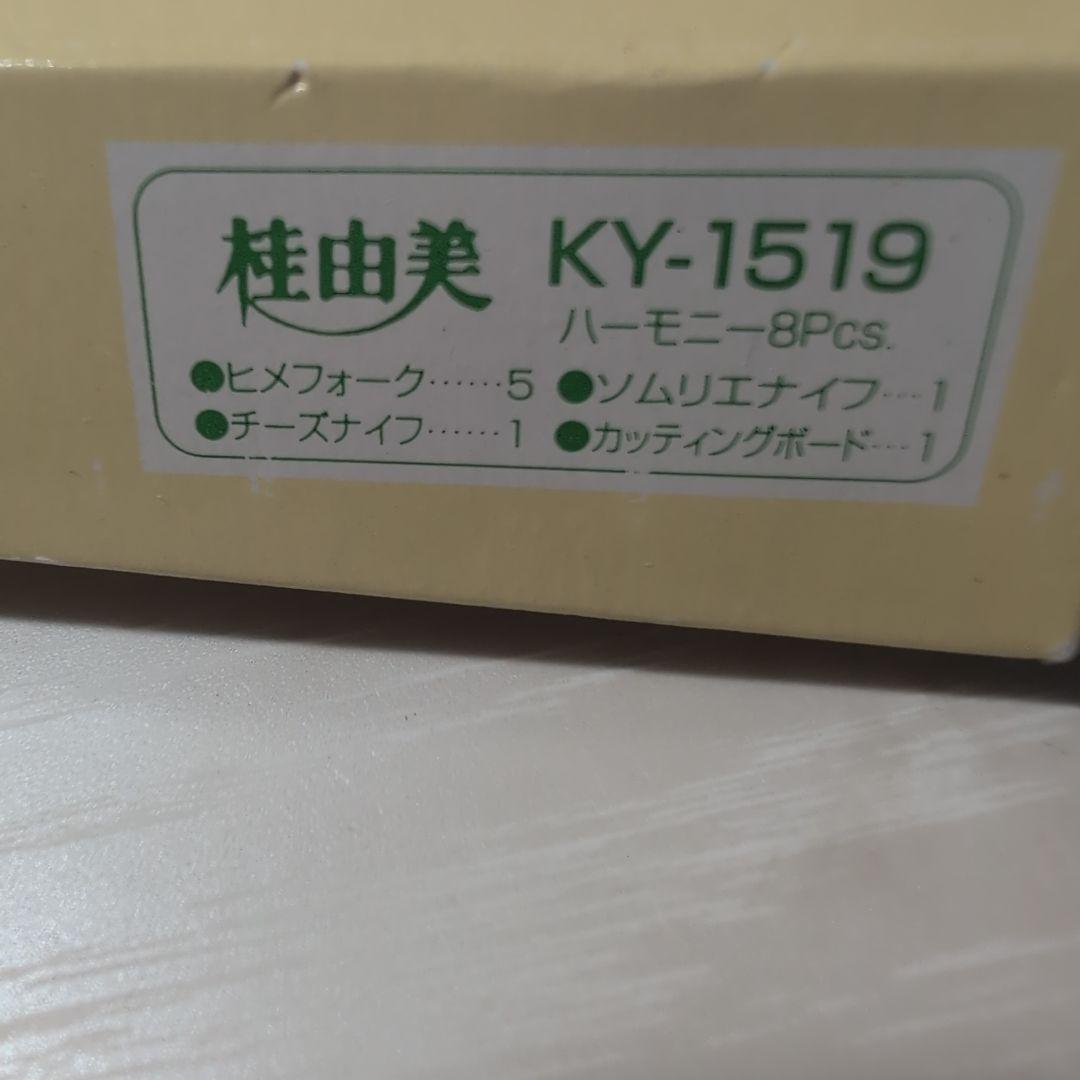 桂由美 KY-1519
ハーモニー8Pcs.
●ヒメフォーク……5 ●ソムリエナイフ…1
●チーズナイフ……1 ●カッティングボード…1